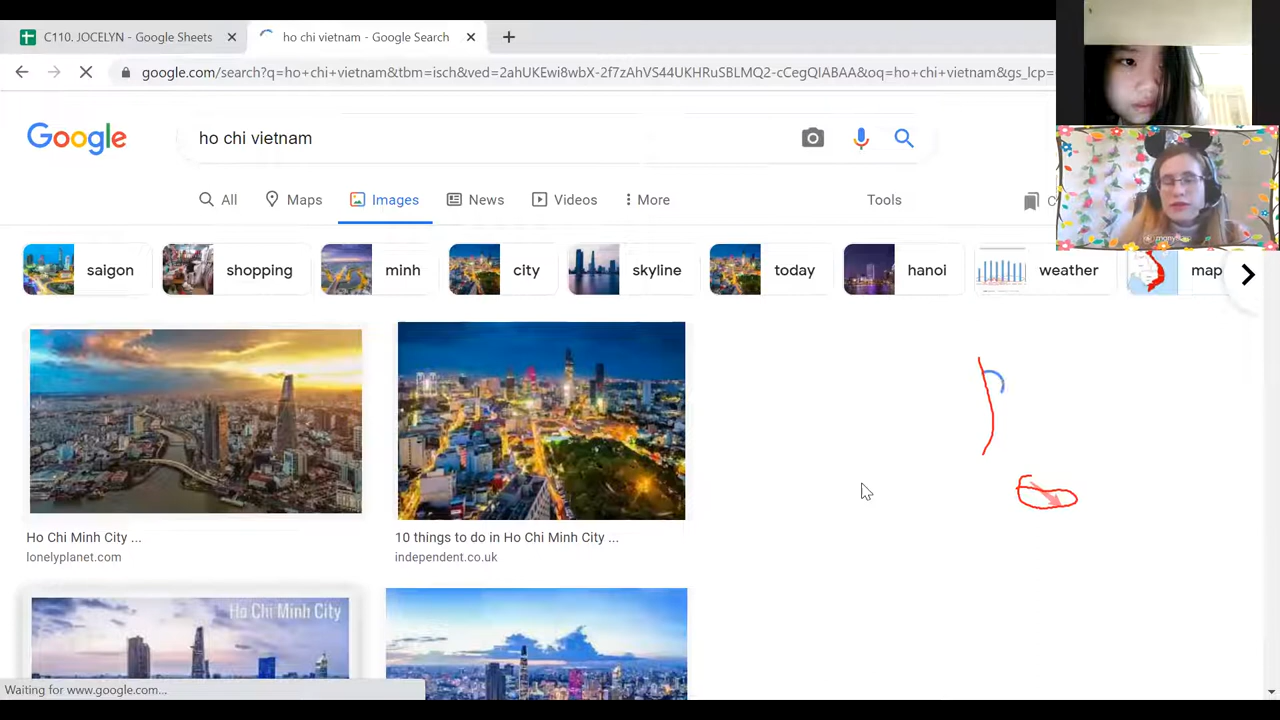 C110. JOCELYN - Google Sheets
ho chi vietnam - Google Search
google.com/search?q=ho+chi+vietnam&tbm=isch&ved=2ahUKEwi8wbX-2f7zAhVS44UKHRuSBLMQ2-cCegQIABAA&oq=ho+chi+vietnam&gs_lcp=
Google
ho chi vietnam
All
Maps
Images
News
Videos
More
Tools
C
saigon
shopping
minh
city
skyline
today
hanoi
weather
map
Ho Chi Minh City ...
lonelyplanet.com
10 things to do in Ho Chi Minh City ...
independent.co.uk
Ho Chi Minh City
Waiting for www.google.com...